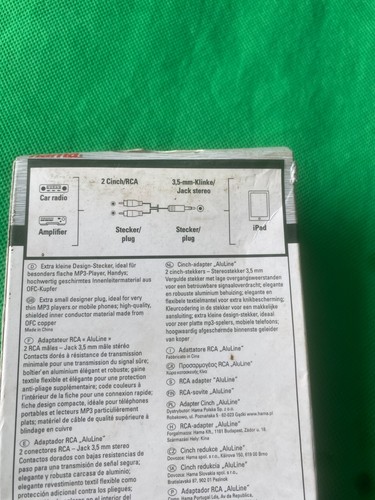 hama
2 Cinch/RCA
3,5-mm-Klinke/
Jack stereo
Car radio
Amplifier
Stecker/
plug
Stecker/
plug
iPod
D Extra kleine Design-Stecker, ideal für
besonders flache MP3-Player, Handys;
hochwertig geschirmtes Innenleitermaterial aus
OFC-Kupfer
GB Extra small designer plug, ideal for very
thin MP3 players or mobile phones; high-quality,
shielded inner conductor material made from
OFC copper
Made in China
F Adaptateur RCA « AluLine »
2 RCA mâles – Jack 3,5 mm mâle stéréo
Contacts dorés à résistance de transmission
minimale pour une transmission du signal sûre;
boîtier en aluminium élégant et robuste; gaine
textile flexible et élégante pour une protection
anti-pliage supplémentaire; code couleurs à
l'intérieur de la fiche pour une connexion rapide;
fiche design compacte, idéale pour téléphones
portables et lecteurs MP3 particulièrement
plats; matériau de câble de qualité supérieure à
blindage en cuivre
E Adaptador RCA „AluLine"
2 conectores RCA – Jack 3,5 mm stereo
Contactos dorados con bajas resistencias de
paso para una transmisión de señal segura;
elegante y robusta carcasa de aluminio;
elegante revestimiento textil flexible como
protección adicional contra los pliegues;
NL Cinch-adapter „AluLine"
2 cinch-stekkers – Stereostekker 3,5 mm
Vergulde stekker met lage overgangsweerstanden
voor een betrouwbare signaaloverdracht; elegante
en robuuste aluminium behuizing; elegante en
flexibele textielmantel voor extra knikbescherming;
Kleurcodering in de stekker voor een makkelijke
aansluiting, extra kleine design-stekker, ideaal
voor zeer platte mp3-spelers, mobiele telefoons;
hoogwaardig afgeschermde binnenste geleider
van koper
I Adattatore RCA „AluLine"
Fabbricato in Cina
GR Προσαρμογέας RCA „AluLine"
S RCA adapter „AluLine"
FIN RCA-sovite „AluLine"
PL Adapter Cinch „AluLine"
H RCA-adapter „AluLine"
CZ Cinch redukce „AluLine"
SK Cinch redukcia „AluLine"
P Adaptador RCA „AluLine"